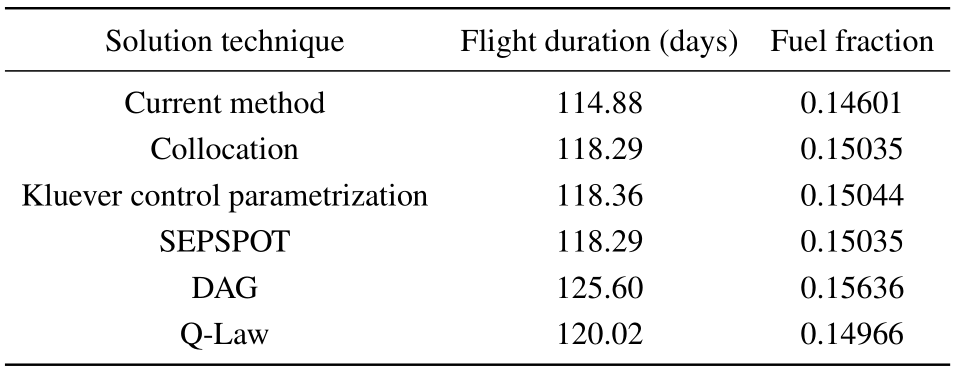 Solution technique Flight duration (days) Fuel fraction
Current method 114.88 0.14601
Collocation 118.29 0.15035
Kluever control parametrization 118.36 0.15044
SEPSPOT 118.29 0.15035
DAG 125.60 0.15636
Q-Law 120.02 0.14966